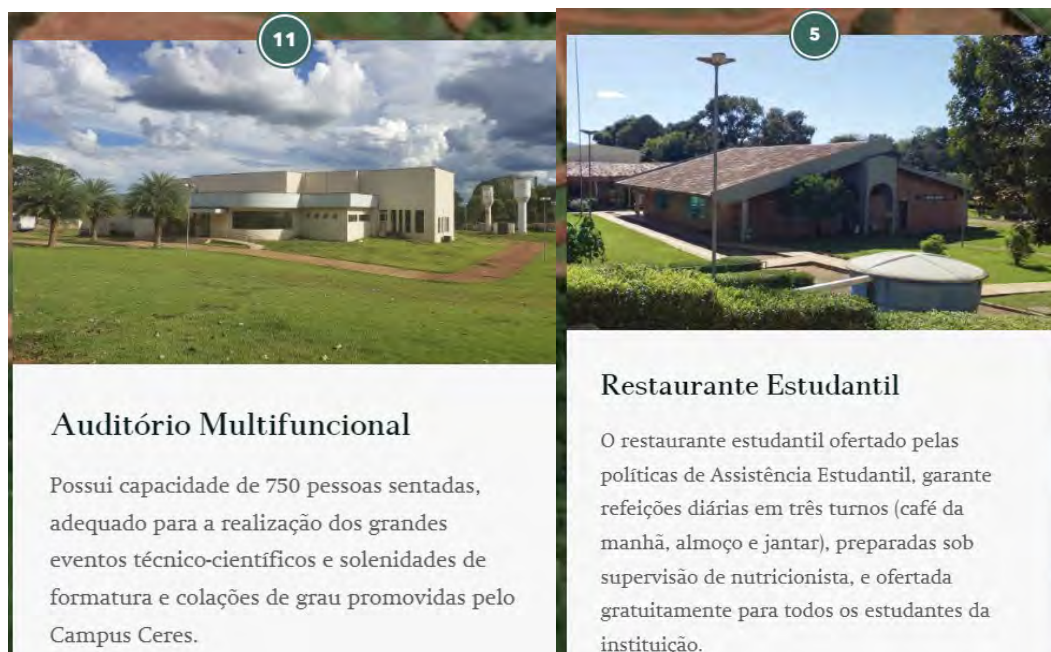 11
Auditório Multifuncional
Possui capacidade de 750 pessoas sentadas,
adequado para a realização dos grandes
eventos técnico-científicos e solenidades de
formatura e colações de grau promovidas pelo
Campus Ceres.
5
Restaurante Estudantil
O restaurante estudantil ofertado pelas
políticas de Assistência Estudantil, garante
refeições diárias em três turnos (café da
manhã, almoço e jantar), preparadas sob
supervisão de nutricionista, e ofertada
gratuitamente para todos os estudantes da
instituição.